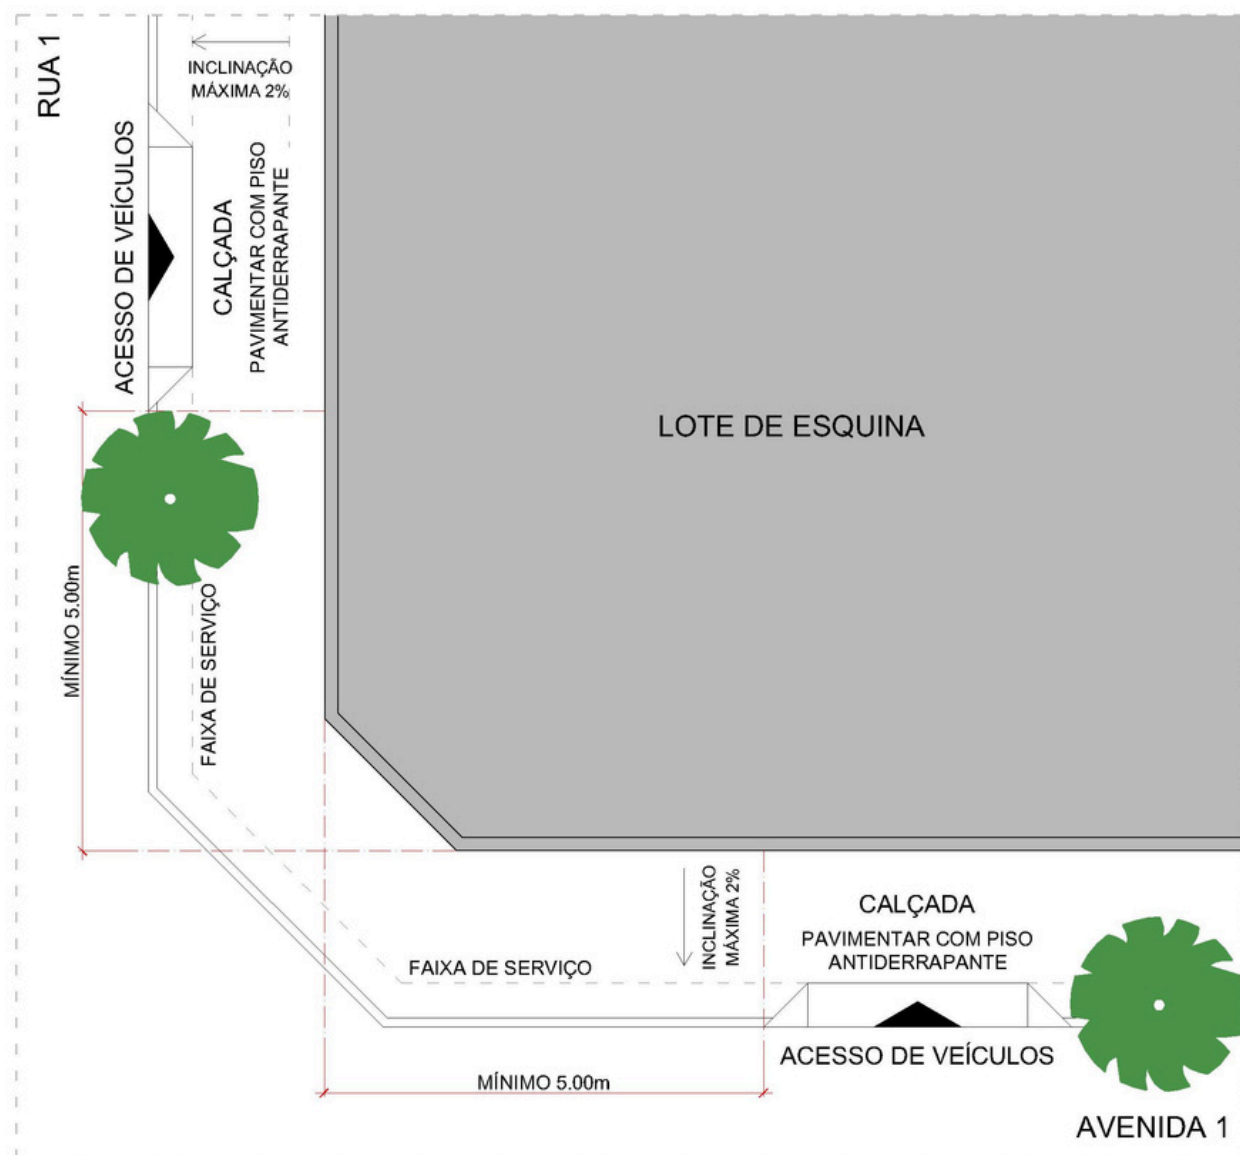 RUA 1
INCLINAÇÃO
MÁXIMA 2%
ACESSO DE VEÍCULOS
CALÇADA
PAVIMENTAR COM PISO
ANTIDERRAPANTE
LOTE DE ESQUINA
MÍNIMO 5.00m
FAIXA DE SERVIÇO
INCLINAÇÃO
MÁXIMA 2%
CALÇADA
PAVIMENTAR COM PISO
ANTIDERRAPANTE
FAIXA DE SERVIÇO
ACESSO DE VEÍCULOS
MÍNIMO 5.00m
AVENIDA 1